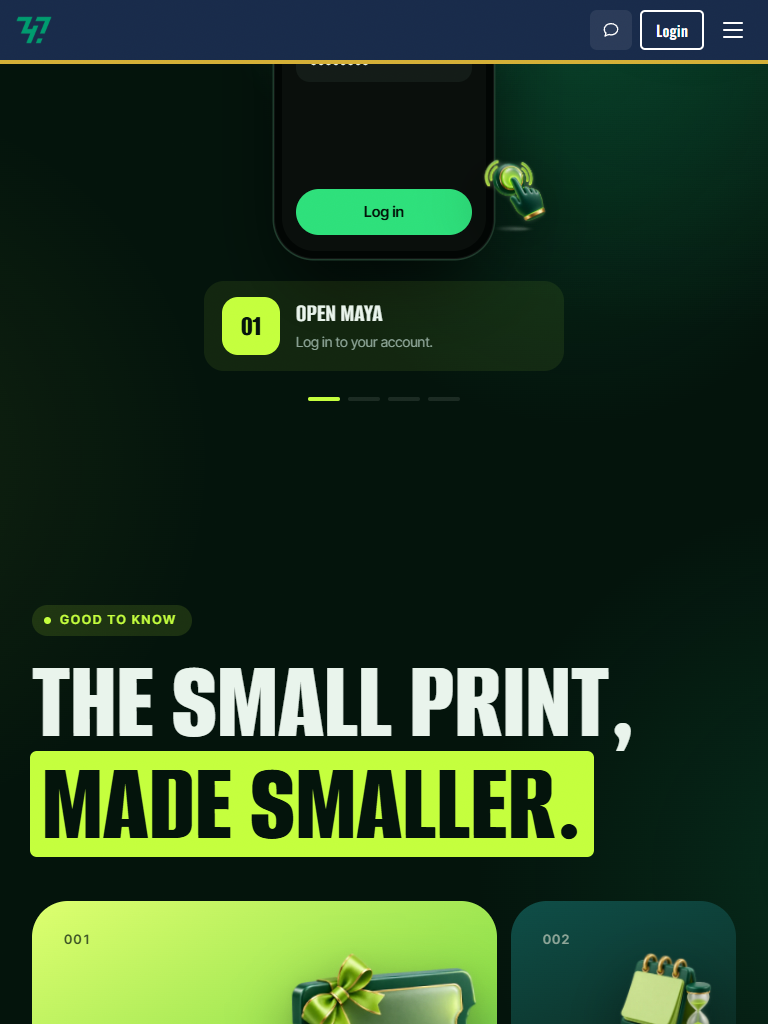 Login
Log in
01
OPEN MAYA
Log in to your account.
GOOD TO KNOW
THE SMALL PRINT,
MADE SMALLER.
001
002